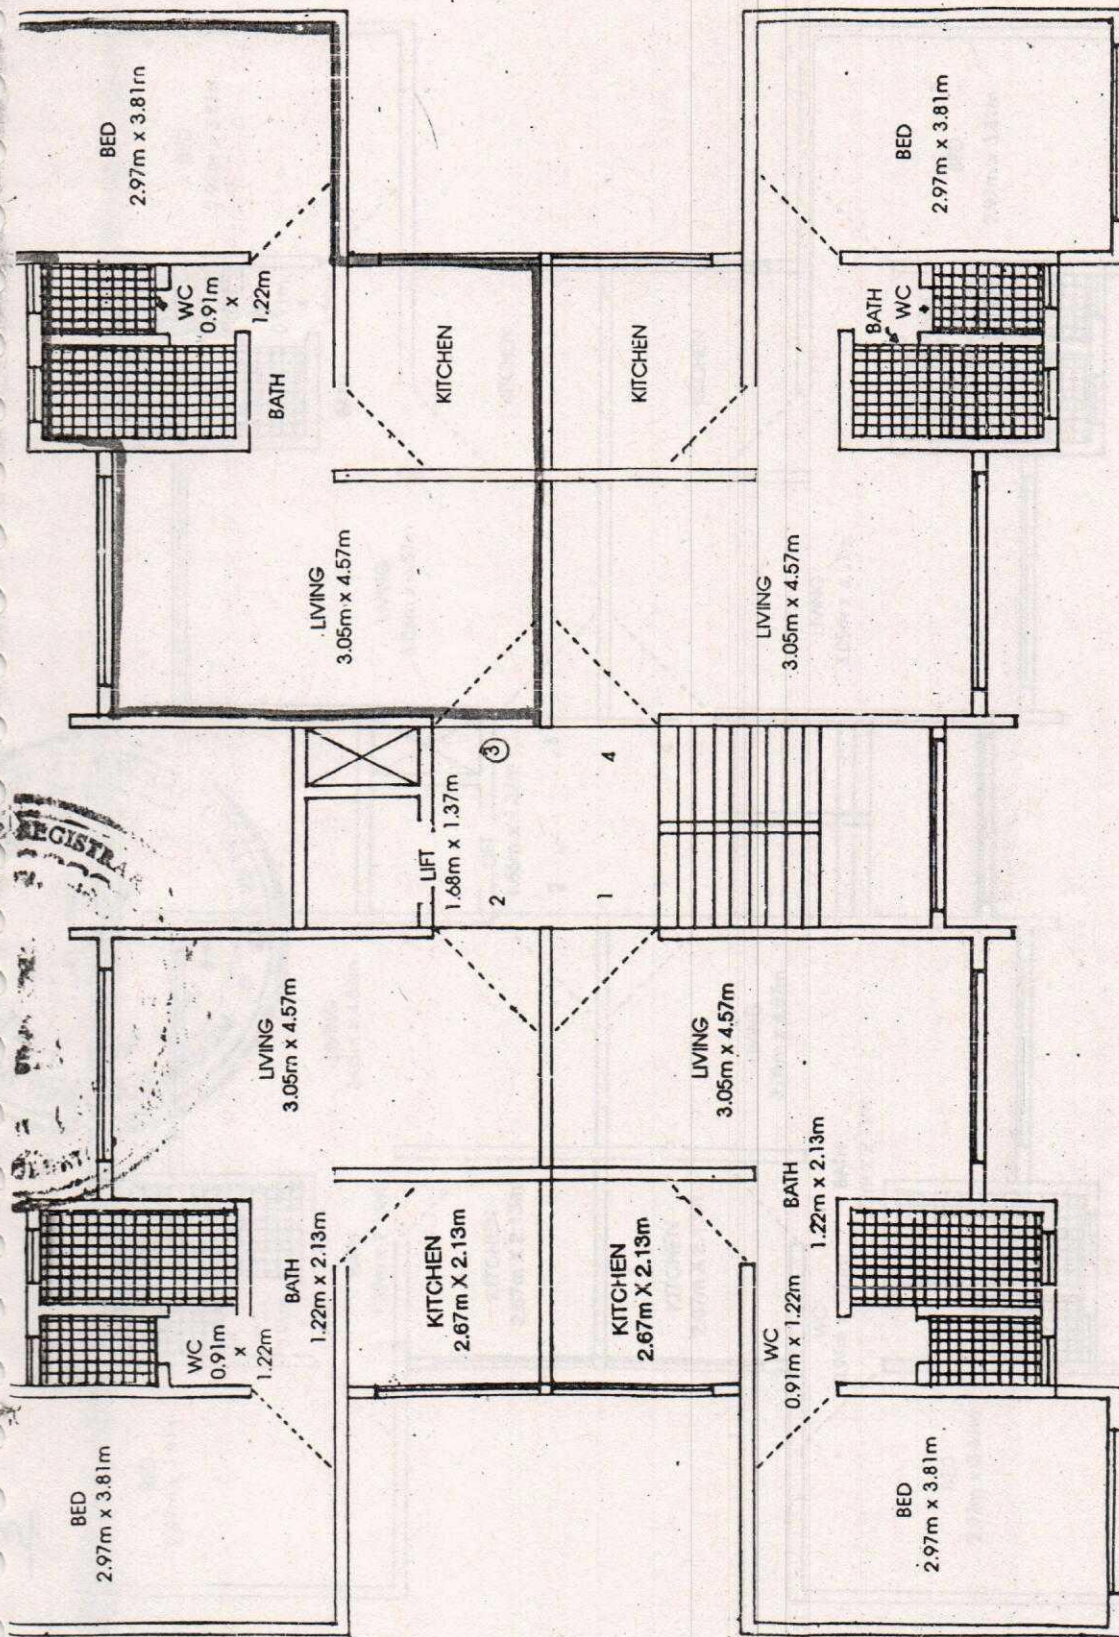 REGISTRA
BED
2.97m x 3.81m
WC
0.91m
x
1.22m
BATH
1.22m x 2.13m
KITCHEN
2.67m X 2.13m
LIVING
3.05m x 4.57m
LIFT
1.68m x 1.37m
2
3
LIVING
3.05m x 4.57m
KITCHEN
BATH
WC
0.91m
x
1.22m
BED
2.97m x 3.81m
KITCHEN
2.67m X 2.13m
WC
0.91m x 1.22m
BATH
1.22m x 2.13m
BED
2.97m x 3.81m
LIVING
3.05m x 4.57m
1
4
LIVING
3.05m x 4.57m
KITCHEN
BATH
WC
BED
2.97m x 3.81m